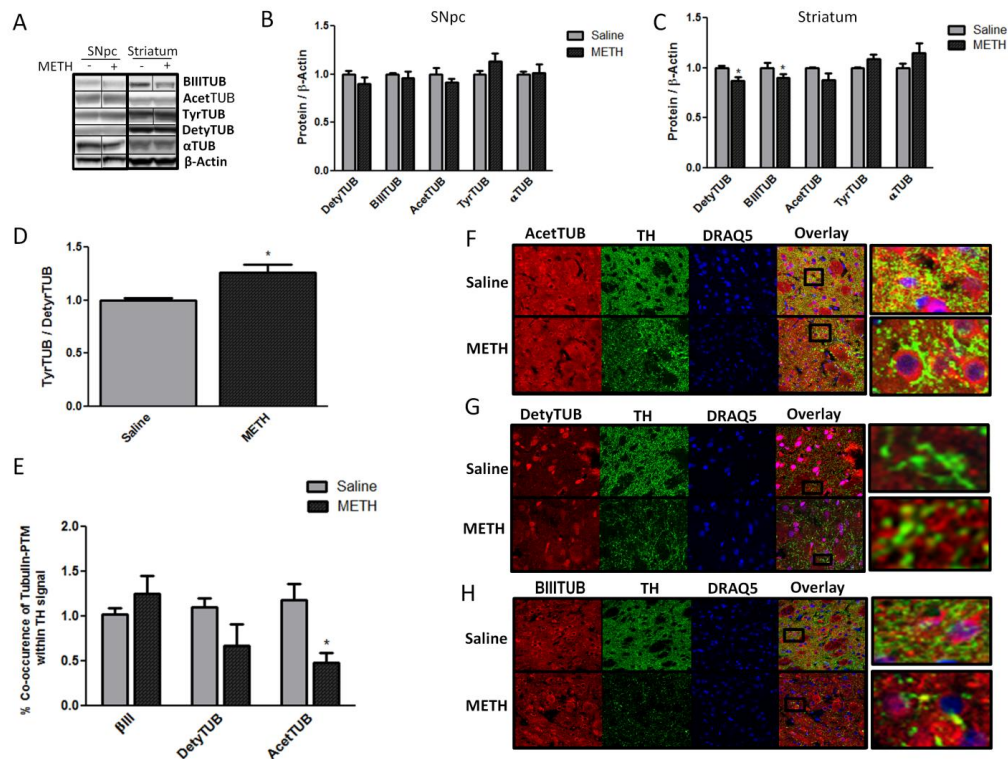 A
SNpc Striatum
METH - + - +
BIIITUB
AcetTUB
TyrTUB
DetyTUB
αTUB
β-Actin
B
SNpc
Saline
METH
Protein / β-Actin
1.5
1.0
0.5
0.0
DetyTUB
BIIITUB
AcetTUB
TyrTUB
αTUB
C
Striatum
Saline
METH
Protein / β-Actin
1.5
1.0
0.5
0.0
*
*
DetyTUB
BIIITUB
AcetTUB
TyrTUB
αTUB
D
TyrTUB / DetyrTUB
1.5
1.0
1.5
0.0
*
Saline
METH
E
Saline
METH
% Co-occurence of Tubulin-PTM
within TH signal
2.0
1.5
1.0
0.5
0.0
*
βIII
DetyTUB
AcetTUB
F
AcetTUB TH DRAQ5 Overlay
Saline
METH
G
DetyTUB TH DRAQ5 Overlay
Saline
METH
H
BIIITUB TH DRAQ5 Overlay
Saline
METH